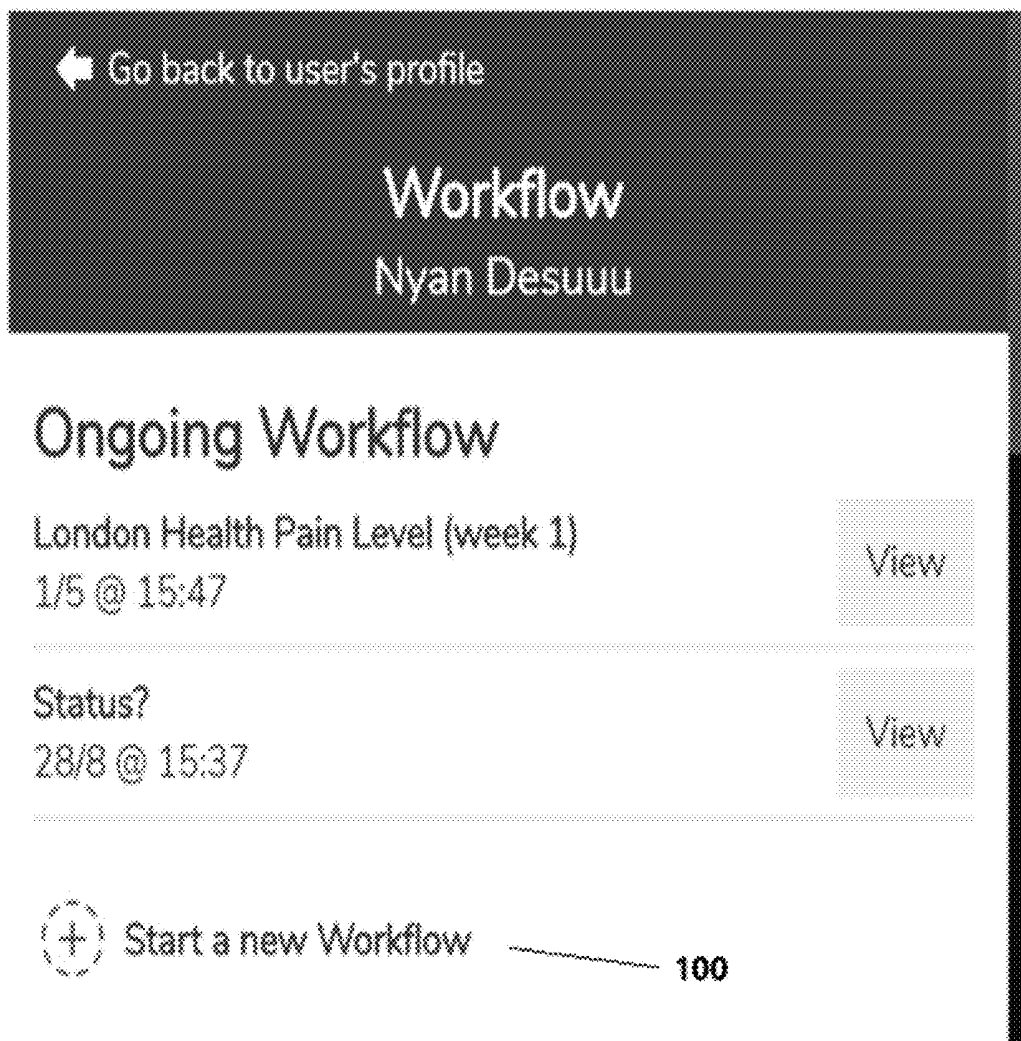 Go back to user's profile
Workflow
Nyan Desuuu
Ongoing Workflow
London Health Pain Level (week 1)
1/5 @ 15:47
View
Status?
28/8 @ 15:37
View
Start a new Workflow
100